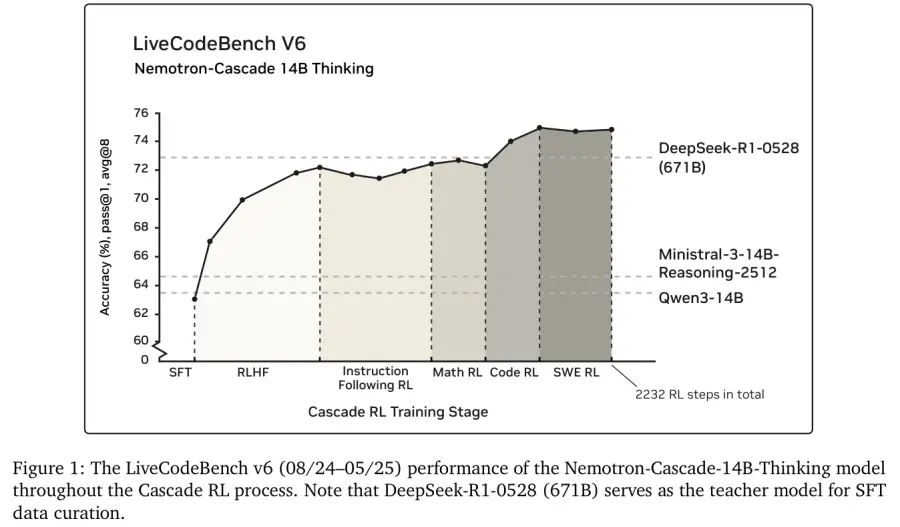 LiveCodeBench V6
Nemotron-Cascade 14B Thinking
Accuracy (%), pass@1, avg@8
76
74
72
70
68
66
64
62
60
0
DeepSeek-R1-0528
(671B)
Ministral-3-14B-
Reasoning-2512
Qwen3-14B
SFT
RLHF
Instruction
Following RL
Math RL
Code RL
SWE RL
2232 RL steps in total
Cascade RL Training Stage
Figure 1: The LiveCodeBench v6 (08/24–05/25) performance of the Nemotron-Cascade-14B-Thinking model
throughout the Cascade RL process. Note that DeepSeek-R1-0528 (671B) serves as the teacher model for SFT
data curation.